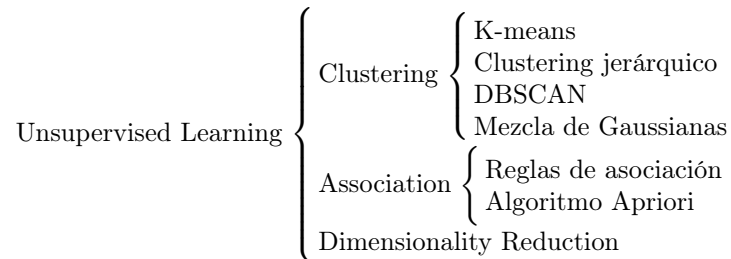 Unsupervised Learning
Clustering
K-means
Clustering jerárquico
DBSCAN
Mezcla de Gaussianas
Association
Reglas de asociación
Algoritmo Apriori
Dimensionality Reduction